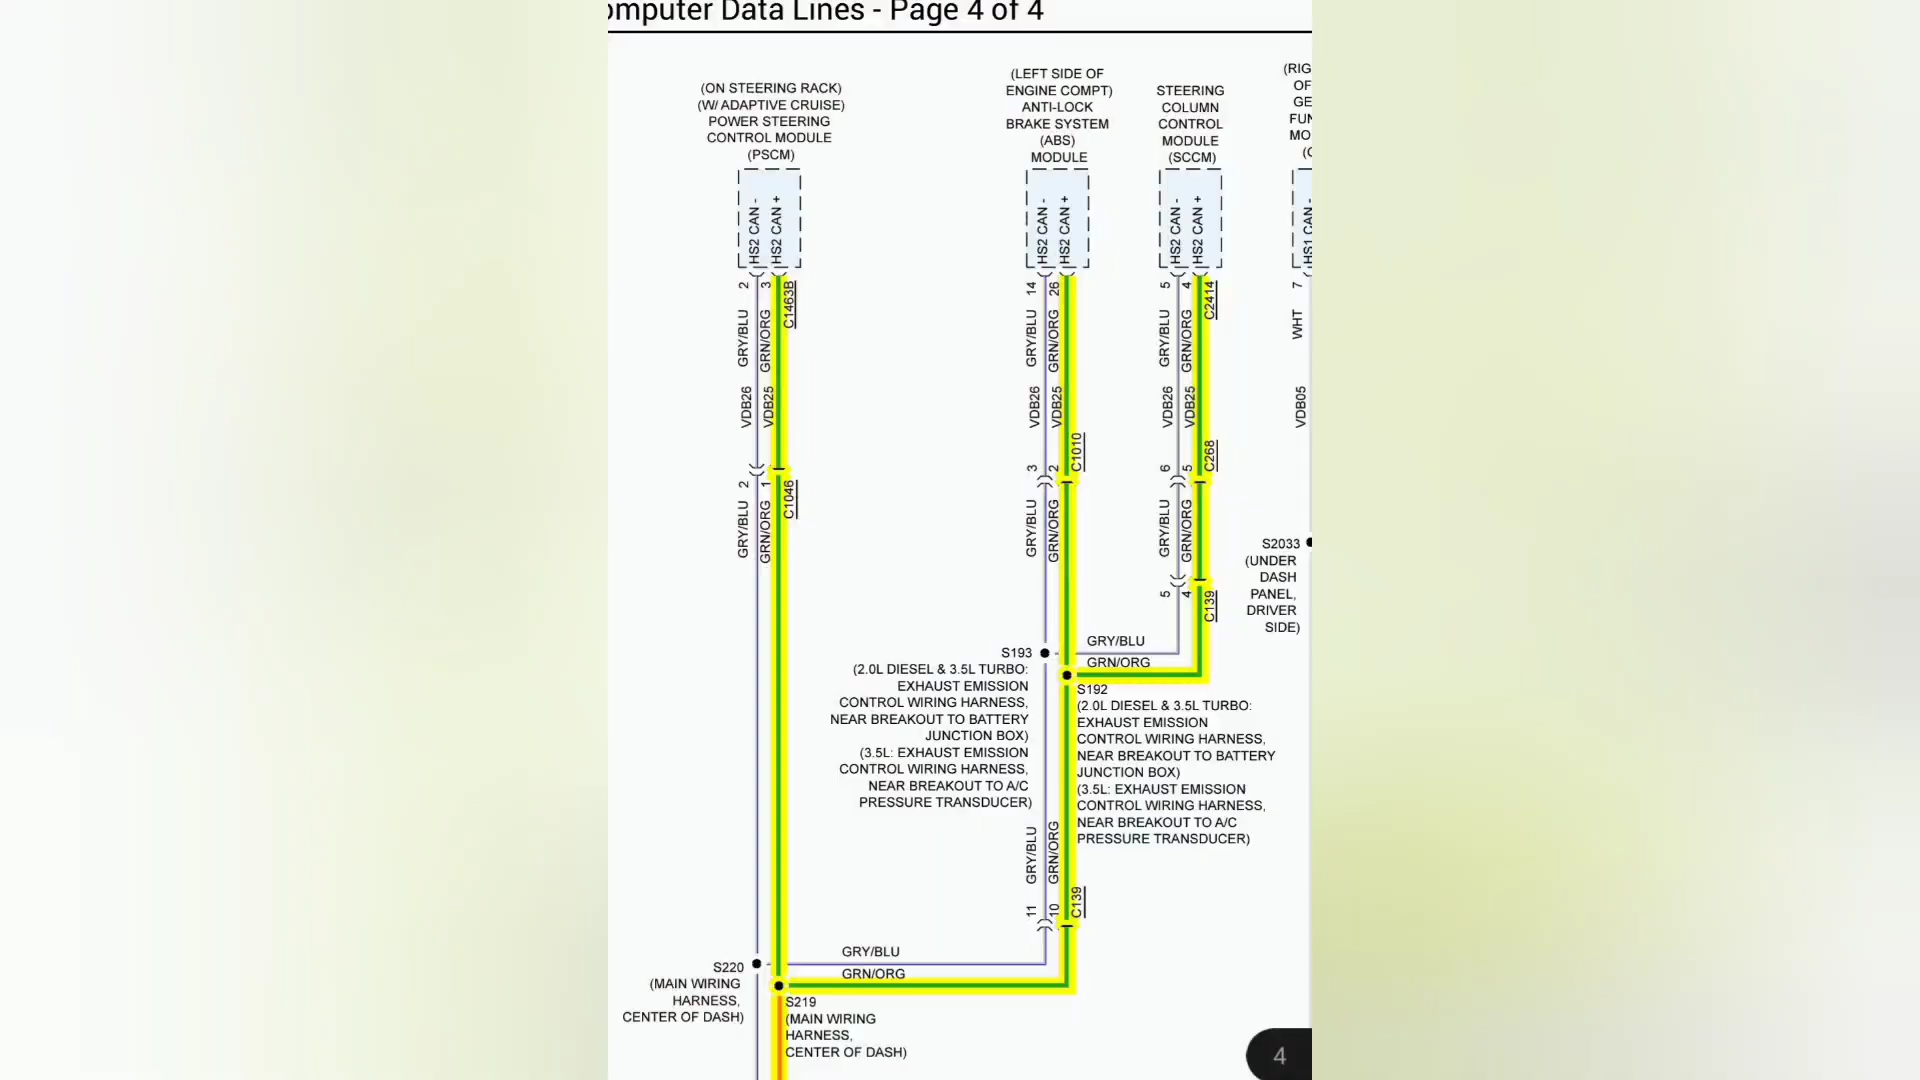 omputer Data Lines - Page 4 of 4
(ON STEERING RACK)
(W/ ADAPTIVE CRUISE)
POWER STEERING
CONTROL MODULE
(PSCM)
(LEFT SIDE OF
ENGINE COMPT)
ANTI-LOCK
BRAKE SYSTEM
(ABS)
MODULE
STEERING
COLUMN
CONTROL
MODULE
(SCCM)
(RIG
OF
GE
FUN
MO
HS2 CAN -
HS2 CAN +
HS2 CAN -
HS2 CAN +
HS2 CAN -
HS2 CAN +
HS1 CAN -
2
3
C1463B
14
26
5
4
C2414
7
GRY/BLU
GRN/ORG
GRY/BLU
GRN/ORG
GRY/BLU
GRN/ORG
WHT
VDB26
VDB25
VDB26
VDB25
VDB26
VDB25
VDB05
2
1
C1046
3
2
C1010
6
5
C268
GRY/BLU
GRN/ORG
GRY/BLU
GRN/ORG
GRY/BLU
GRN/ORG
S2033
(UNDER
DASH
PANEL,
DRIVER
SIDE)
5
4
C139
GRY/BLU
GRN/ORG
S193
(2.0L DIESEL & 3.5L TURBO:
EXHAUST EMISSION
CONTROL WIRING HARNESS,
NEAR BREAKOUT TO BATTERY
JUNCTION BOX)
(3.5L: EXHAUST EMISSION
CONTROL WIRING HARNESS,
NEAR BREAKOUT TO A/C
PRESSURE TRANSDUCER)
S192
(2.0L DIESEL & 3.5L TURBO:
EXHAUST EMISSION
CONTROL WIRING HARNESS,
NEAR BREAKOUT TO BATTERY
JUNCTION BOX)
(3.5L: EXHAUST EMISSION
CONTROL WIRING HARNESS,
NEAR BREAKOUT TO A/C
PRESSURE TRANSDUCER)
GRY/BLU
GRN/ORG
11
10
C139
GRY/BLU
GRN/ORG
S220
(MAIN WIRING
HARNESS,
CENTER OF DASH)
S219
(MAIN WIRING
HARNESS,
CENTER OF DASH)
4